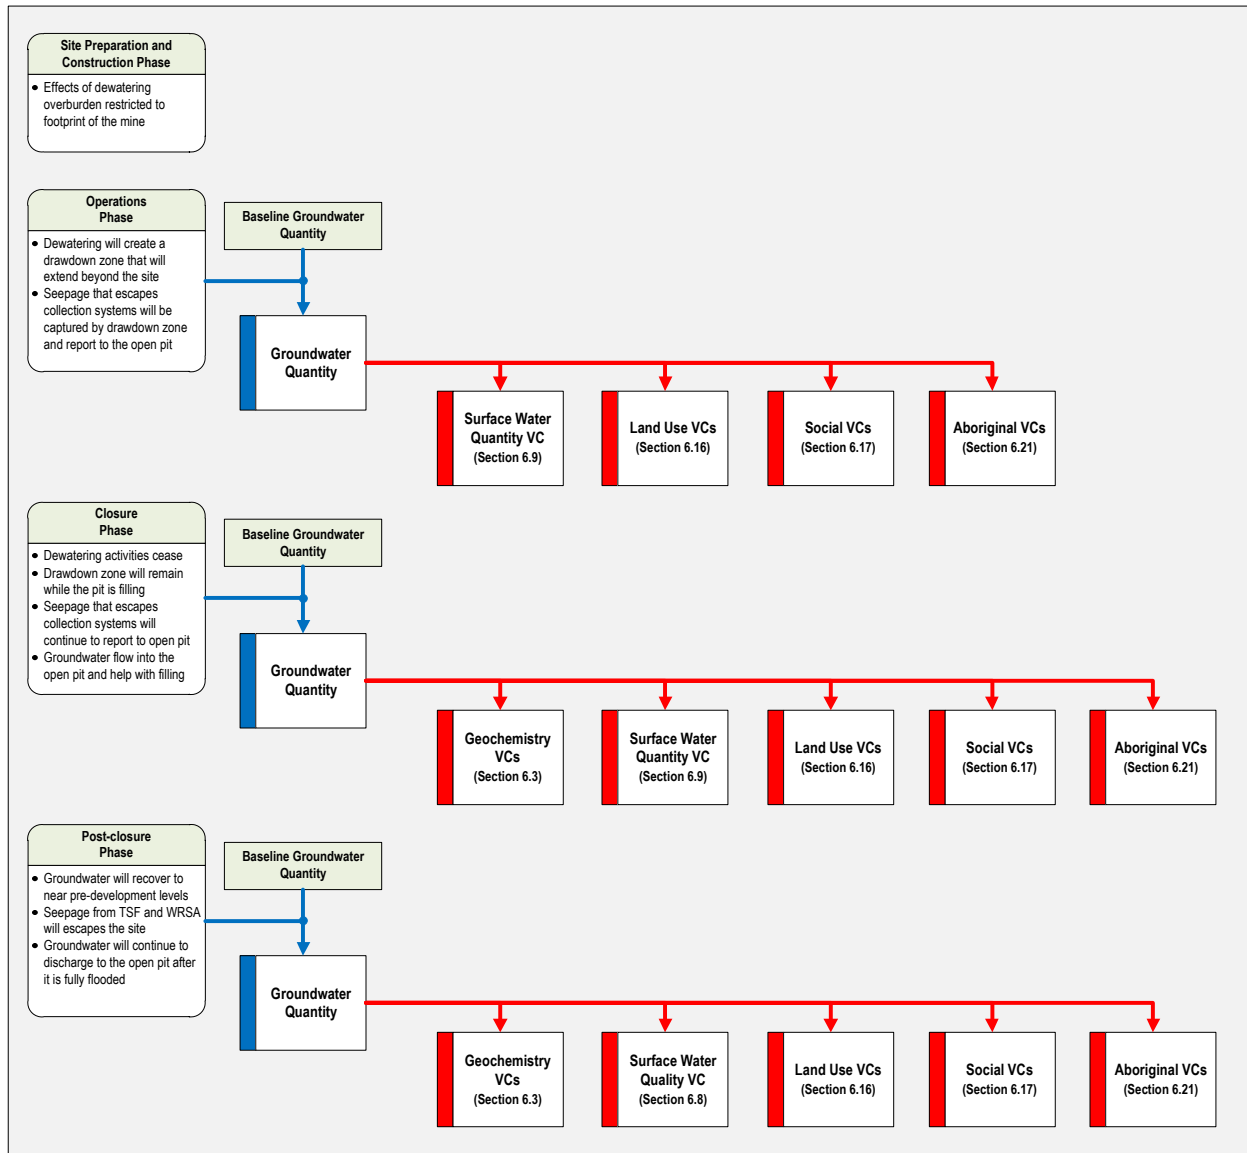 Site Preparation and
Construction Phase
• Effects of dewatering
overburden restricted to
footprint of the mine
Operations
Phase
• Dewatering will create a
drawdown zone that will
extend beyond the site
• Seepage that escapes
collection systems will be
captured by drawdown zone
and report to the open pit
Baseline Groundwater
Quantity
Groundwater
Quantity
Surface Water
Quantity VC
(Section 6.9)
Land Use VCs
(Section 6.16)
Social VCs
(Section 6.17)
Aboriginal VCs
(Section 6.21)
Closure
Phase
• Dewatering activities cease
• Drawdown zone will remain
while the pit is filling
• Seepage that escapes
collection systems will
continue to report to open pit
• Groundwater flow into the
open pit and help with filling
Baseline Groundwater
Quantity
Groundwater
Quantity
Geochemistry
VCs
(Section 6.3)
Surface Water
Quantity VC
(Section 6.9)
Land Use VCs
(Section 6.16)
Social VCs
(Section 6.17)
Aboriginal VCs
(Section 6.21)
Post-closure
Phase
• Groundwater will recover to
near pre-development levels
• Seepage from TSF and WRSA
will escapes the site
• Groundwater will continue to
discharge to the open pit after
it is fully flooded
Baseline Groundwater
Quantity
Groundwater
Quantity
Geochemistry
VCs
(Section 6.3)
Surface Water
Quality VC
(Section 6.8)
Land Use VCs
(Section 6.16)
Social VCs
(Section 6.17)
Aboriginal VCs
(Section 6.21)